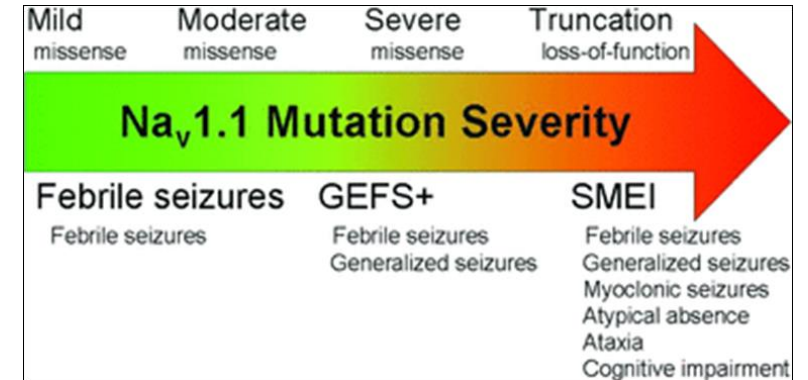 Mild Moderate Severe Truncation
missense missense missense loss-of-function
Nav1.1 Mutation Severity
Febrile seizures GEFS+ SMEI
Febrile seizures Febrile seizures Febrile seizures
Generalized seizures Generalized seizures
Myoclonic seizures
Atypical absence
Ataxia
Cognitive impairment